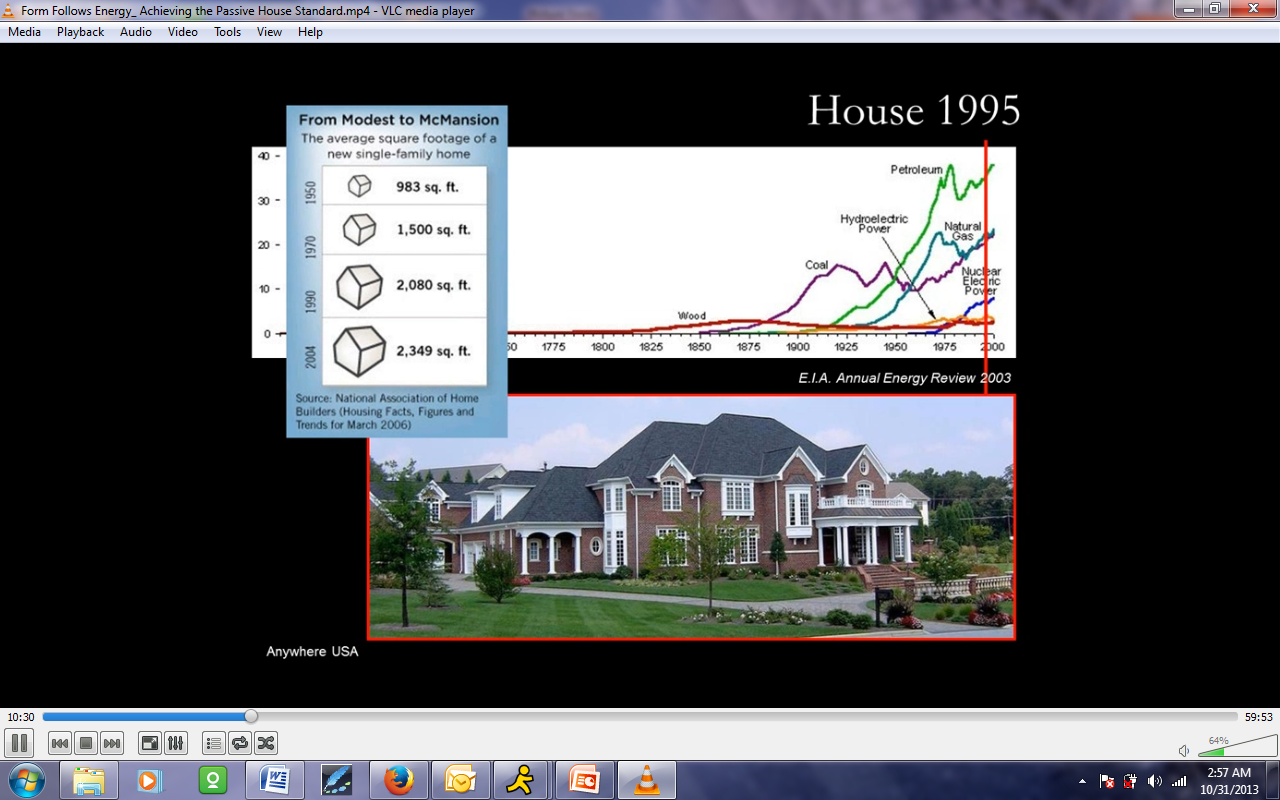 Form Follows Energy_ Achieving the Passive House Standard.mp4 - VLC media player
Media Playback Audio Video Tools View Help
House 1995
From Modest to McMansion
The average square footage of a
new single-family home
1950 983 sq. ft.
1970 1,500 sq. ft.
1990 2,080 sq. ft.
2004 2,349 sq. ft.
Source: National Association of Home
Builders (Housing Facts, Figures and
Trends for March 2006)
40
30
20
10
0
Petroleum
Hydroelectric
Power
Natural
Gas
Coal
Nuclear
Electric
Power
Wood
50 1775 1800 1825 1850 1875 1900 1925 1950 1975 2000
E.I.A. Annual Energy Review 2003
Anywhere USA
10:30 59:53
64%
2:57 AM
10/31/2013